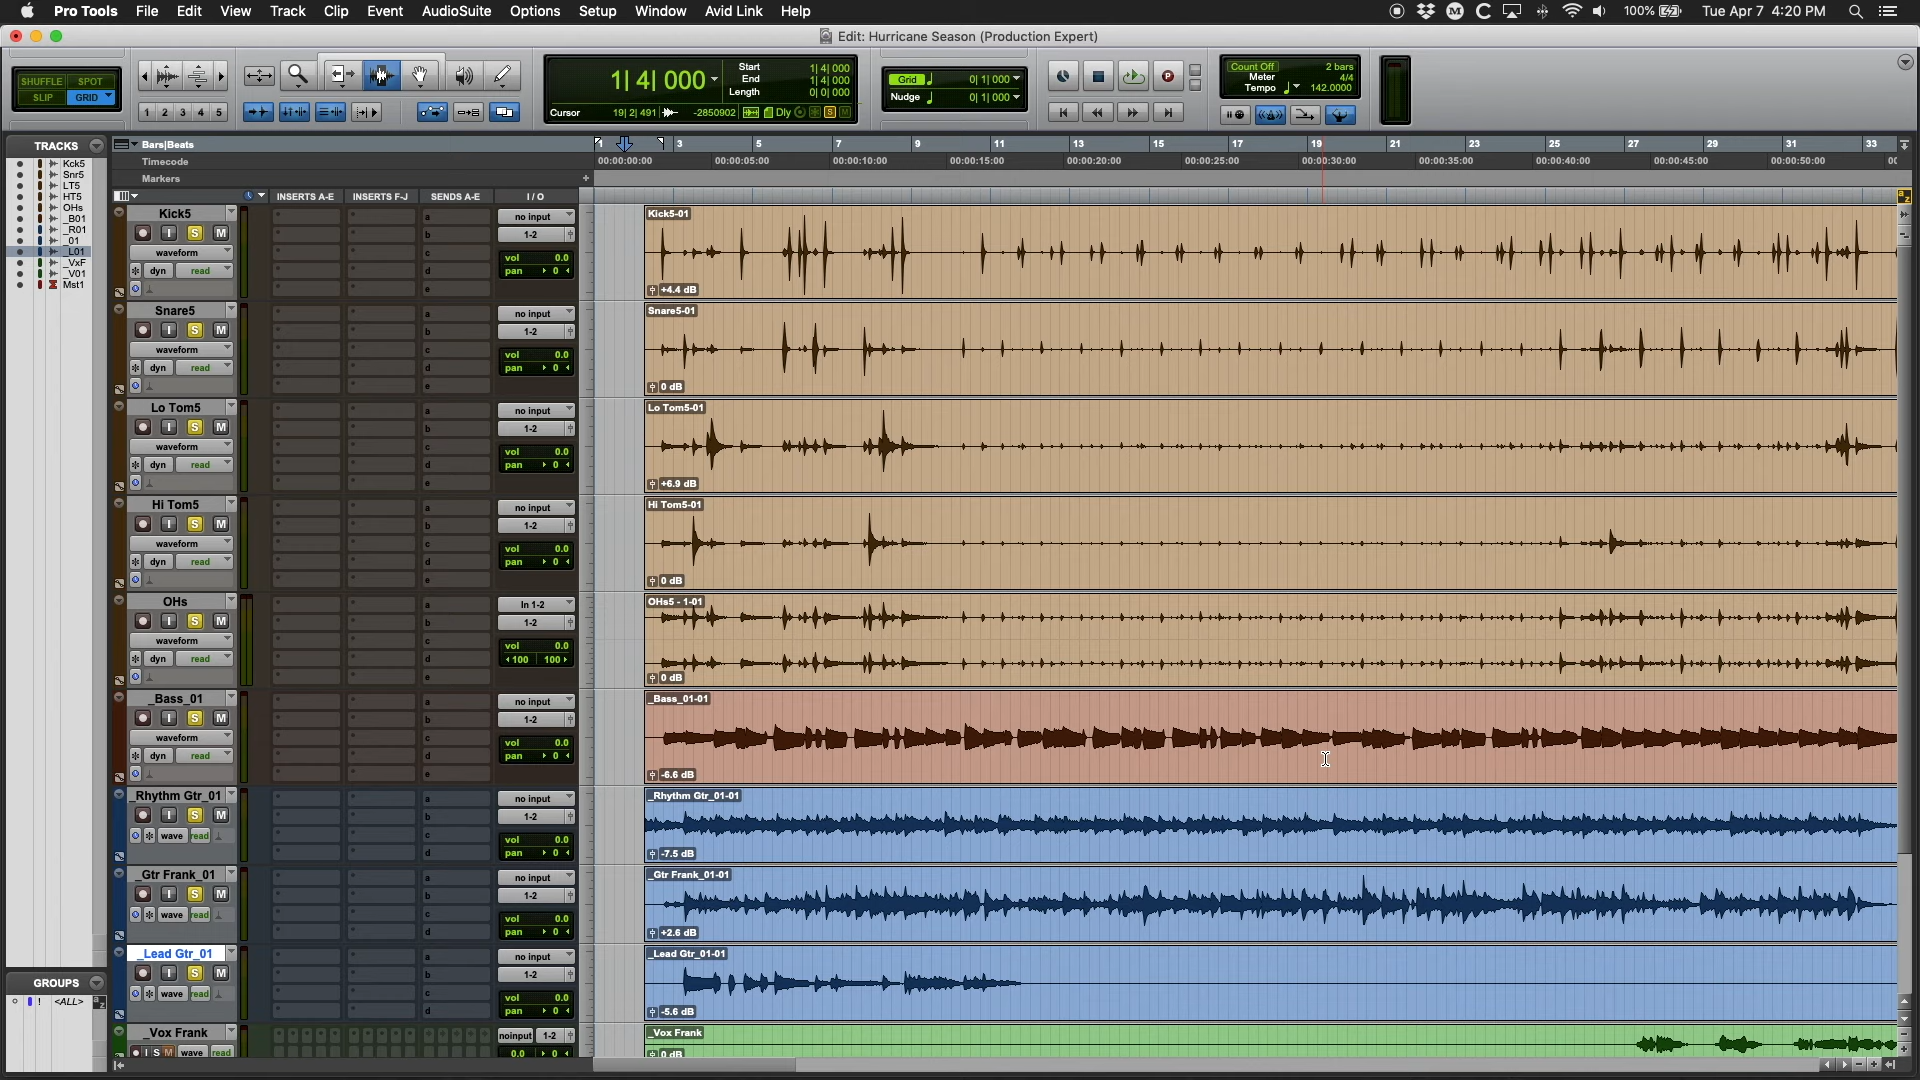 Pro Tools File Edit View Track Clip Event AudioSuite Options Setup Window Avid Link Help 100% Tue Apr 7 4:20 PM
Edit: Hurricane Season (Production Expert)
SHUFFLE SPOT
SLIP GRID
1 2 3 4 5
1| 4| 000
Start 1| 4| 000
End 1| 4| 000
Length 0| 0| 000
Cursor 19| 2| 491 -2850902 Dly S M
Grid 0| 1| 000
Nudge 0| 1| 000
Count Off 2 bars
Meter 4/4
Tempo 142.0000
TRACKS
Kck5
Snr5
LT5
HT5
OHs
_B01
_R01
_01
_L01
_VxF
_V01
Mst1
GROUPS
! <ALL>
Bars|Beats 1 3 5 7 9 11 13 15 17 19 21 23 25 27 29 31 33
Timecode 00:00:00:00 00:00:05:00 00:00:10:00 00:00:15:00 00:00:20:00 00:00:25:00 00:00:30:00 00:00:35:00 00:00:40:00 00:00:45:00 00:00:50:00 00
Markers +
INSERTS A-E INSERTS F-J SENDS A-E I / O
Kick5 a no input Kick5-01
I S M b 1-2
waveform c vol 0.0
dyn read d pan 0
e +4.4 dB
Snare5 a no input Snare5-01
I S M b 1-2
waveform c vol 0.0
dyn read d pan 0
e 0 dB
Lo Tom5 a no input Lo Tom5-01
I S M b 1-2
waveform c vol 0.0
dyn read d pan 0
e +6.9 dB
Hi Tom5 a no input Hi Tom5-01
I S M b 1-2
waveform c vol 0.0
dyn read d pan 0
e 0 dB
OHs a In 1-2 OHs5 - 1-01
I S M b 1-2
waveform c vol 0.0
dyn read d 100 100
e 0 dB
_Bass_01 a no input _Bass_01-01
I S M b 1-2
waveform c vol 0.0
dyn read d pan 0
e -6.6 dB
_Rhythm Gtr_01 a no input _Rhythm Gtr_01-01
I S M b 1-2
wave read c vol 0.0
d pan 0 -7.5 dB
_Gtr Frank_01 a no input _Gtr Frank_01-01
I S M b 1-2
wave read c vol 0.0
d pan 0 +2.6 dB
_Lead Gtr_01 a no input _Lead Gtr_01-01
I S M b 1-2
wave read c vol 0.0
d pan 0 -5.6 dB
_Vox Frank noinput 1-2 _Vox Frank
I S M wave read 0.0 0 0 dB